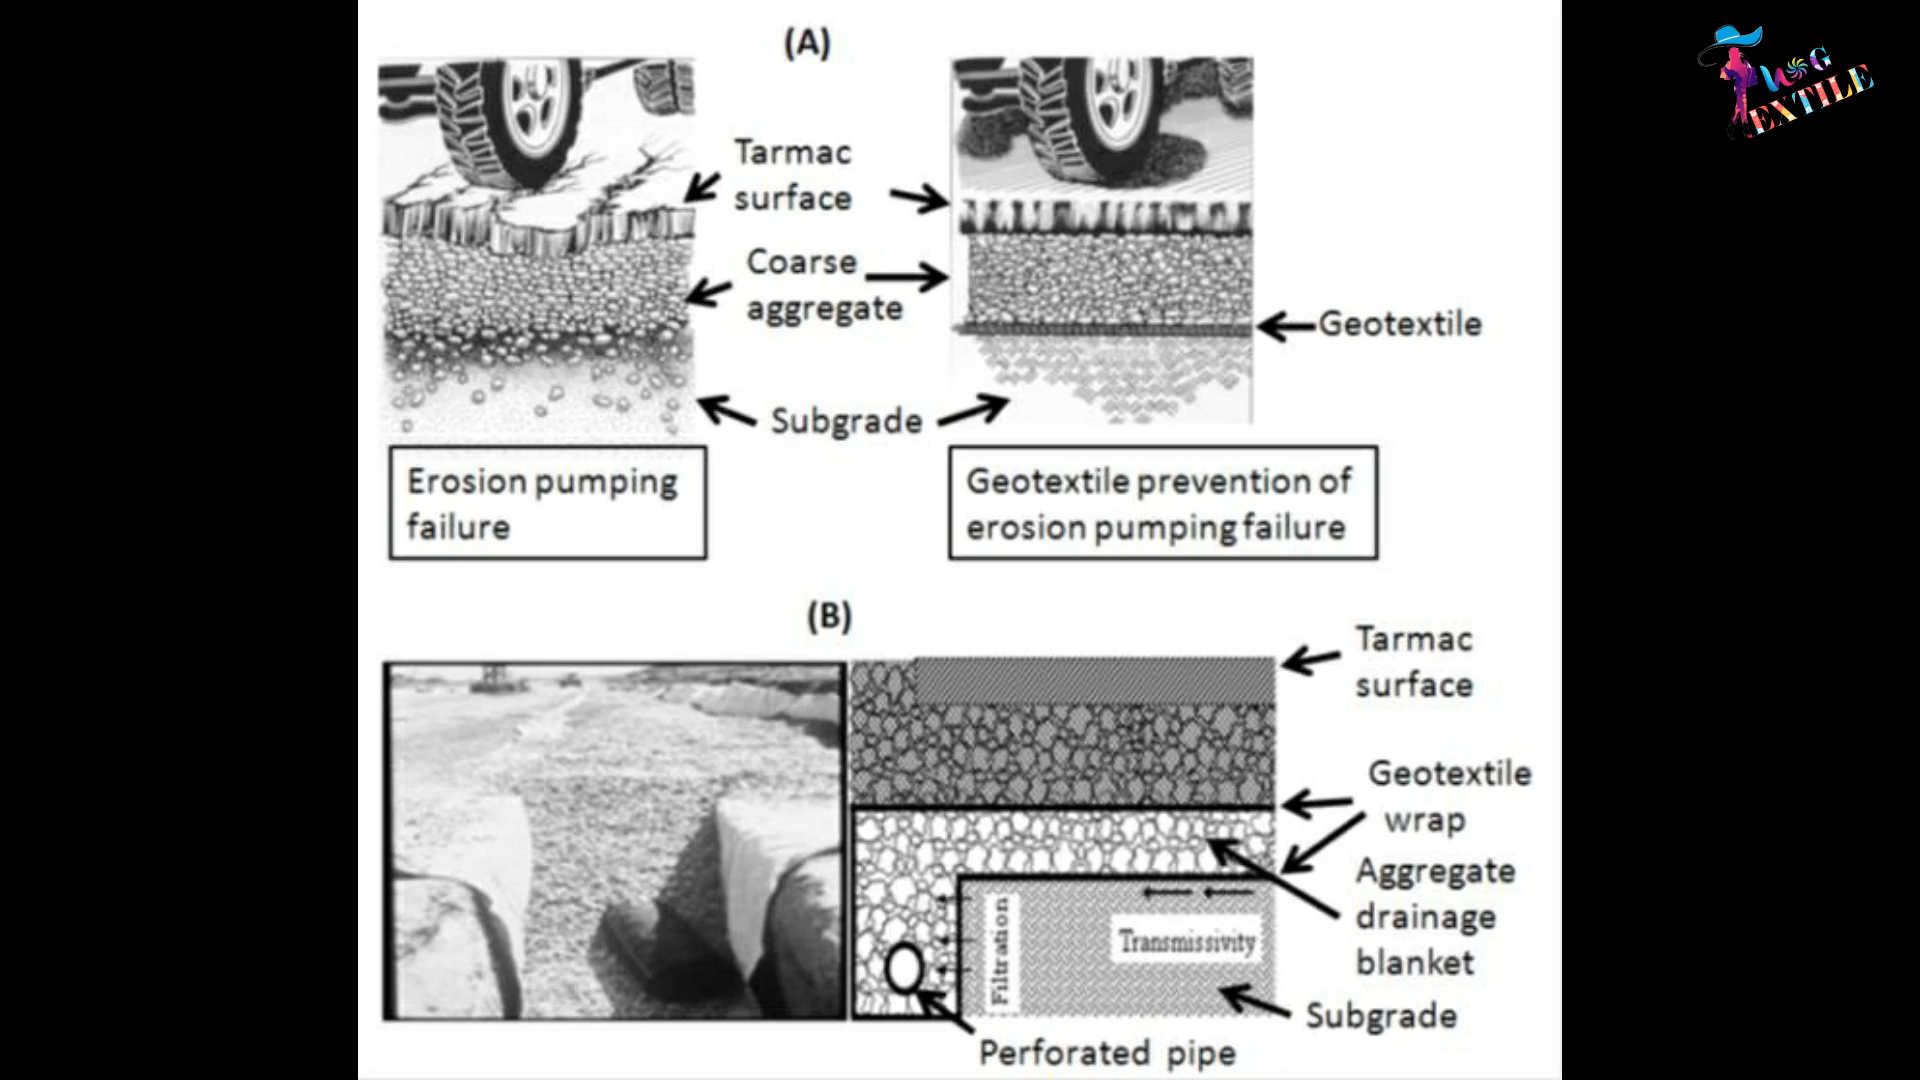 (A)
Tarmac
surface
Coarse
aggregate
Geotextile
Subgrade
Erosion pumping
failure
Geotextile prevention of
erosion pumping failure
(B)
Tarmac
surface
Geotextile
wrap
Aggregate
drainage
blanket
Filtration
Transmissivity
Subgrade
Perforated pipe
EXTILE